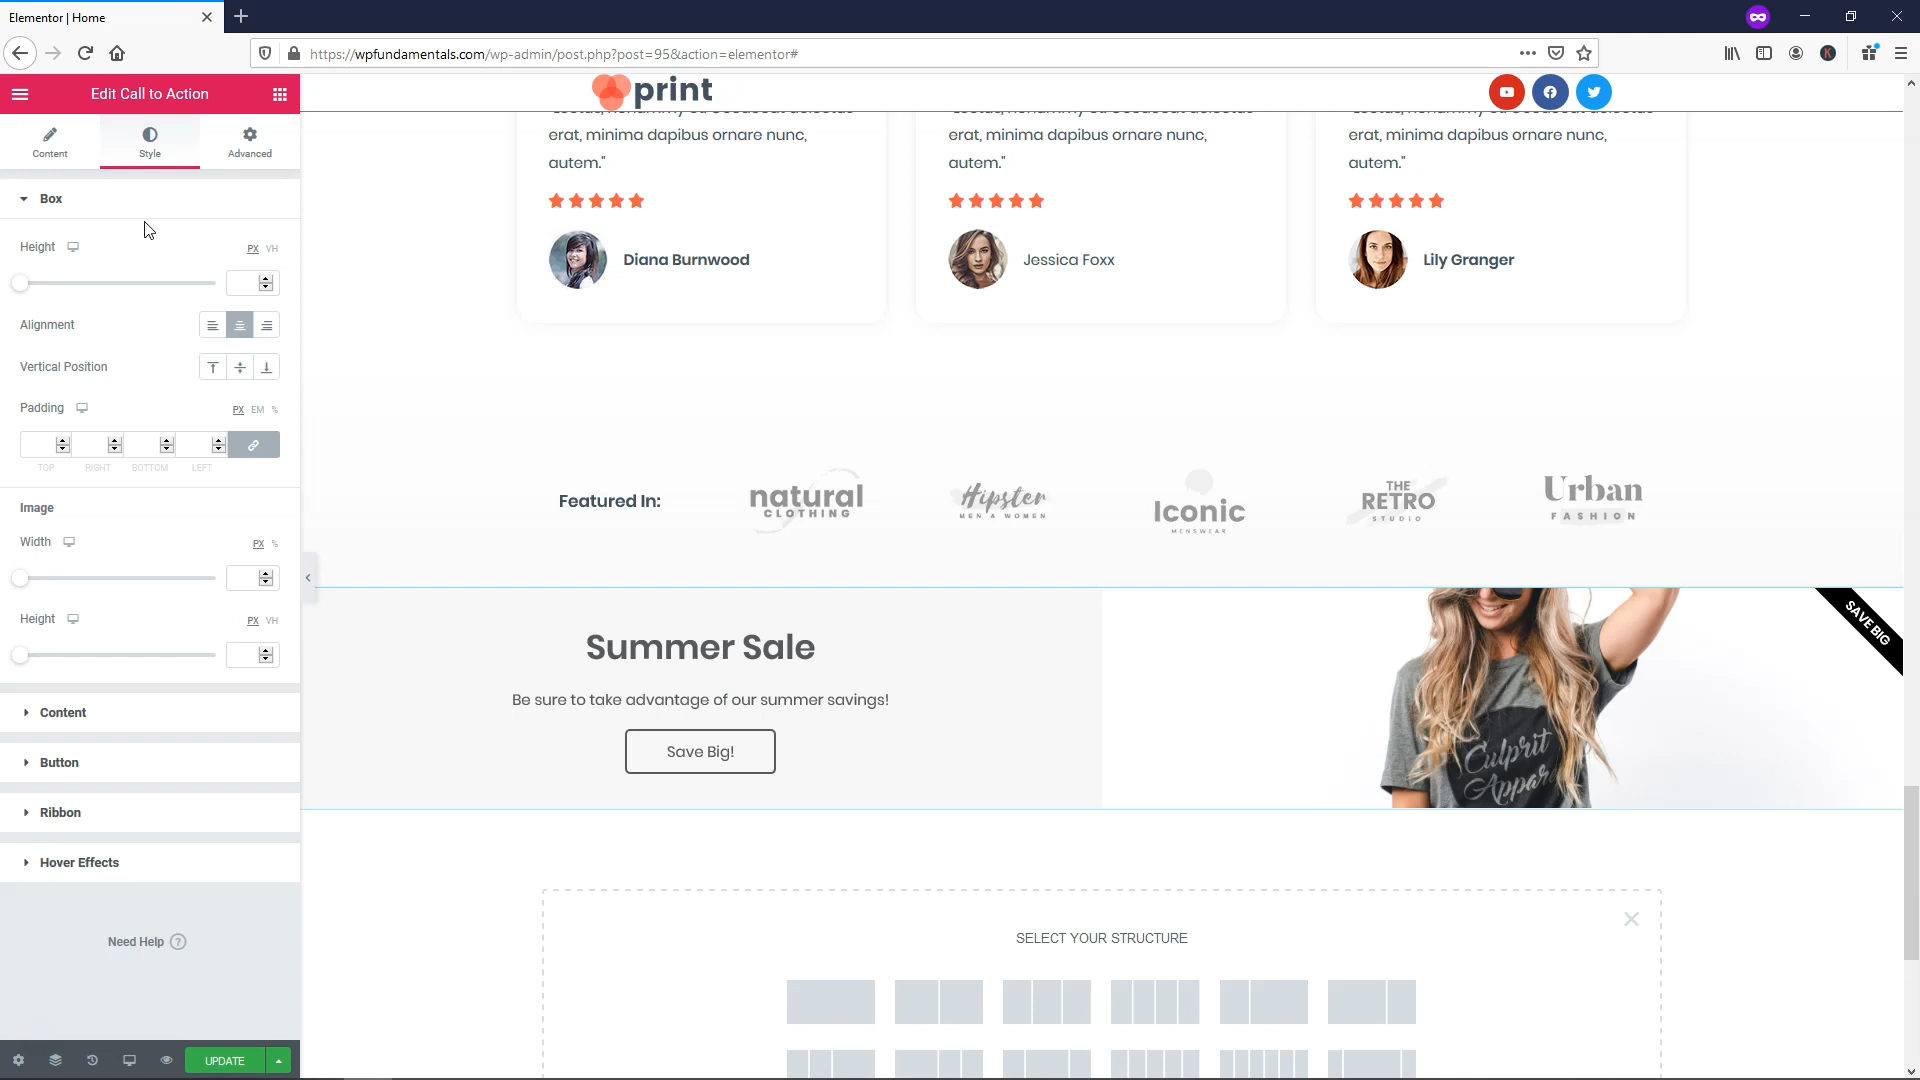 Elementor | Home
https://wpfundamentals.com/wp-admin/post.php?post=95&action=elementor#
Edit Call to Action
Content
Style
Advanced
Box
Height
PX VH
Alignment
Vertical Position
Padding
PX EM %
TOP RIGHT BOTTOM LEFT
Image
Width
PX %
Height
PX VH
Content
Button
Ribbon
Hover Effects
Need Help ?
UPDATE
print
erat, minima dapibus ornare nunc,
autem."
Diana Burnwood
erat, minima dapibus ornare nunc,
autem."
Jessica Foxx
erat, minima dapibus ornare nunc,
autem."
Lily Granger
Featured In:
natural
CLOTHING
Hipster
MEN & WOMEN
Iconic
MENSWEAR
THE
RETRO
STUDIO
Urban
FASHION
Summer Sale
Be sure to take advantage of our summer savings!
Save Big!
SAVE BIG
Culprit
Apparel
SELECT YOUR STRUCTURE